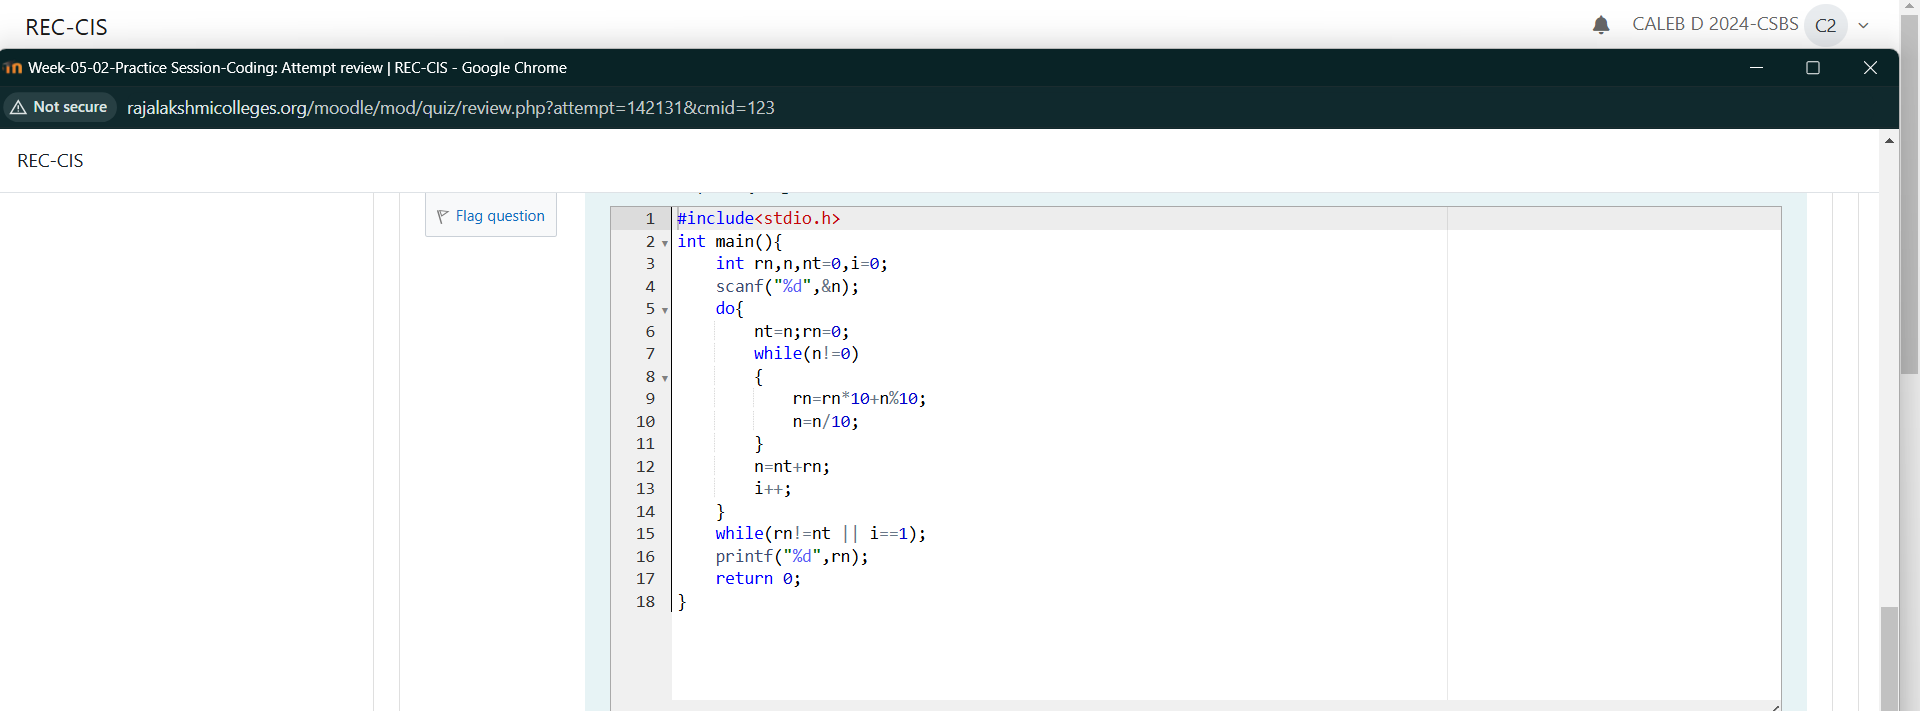 REC-CIS
CALEB D 2024-CSBS C2
Week-05-02-Practice Session-Coding: Attempt review | REC-CIS - Google Chrome
Not secure rajalakshmicolleges.org/moodle/mod/quiz/review.php?attempt=142131&cmid=123
REC-CIS
Flag question
1 #include<stdio.h>
2 int main(){
3 int rn,n,nt=0,i=0;
4 scanf("%d",&n);
5 do{
6 nt=n;rn=0;
7 while(n!=0)
8 {
9 rn=rn*10+n%10;
10 n=n/10;
11 }
12 n=nt+rn;
13 i++;
14 }
15 while(rn!=nt || i==1);
16 printf("%d",rn);
17 return 0;
18 }